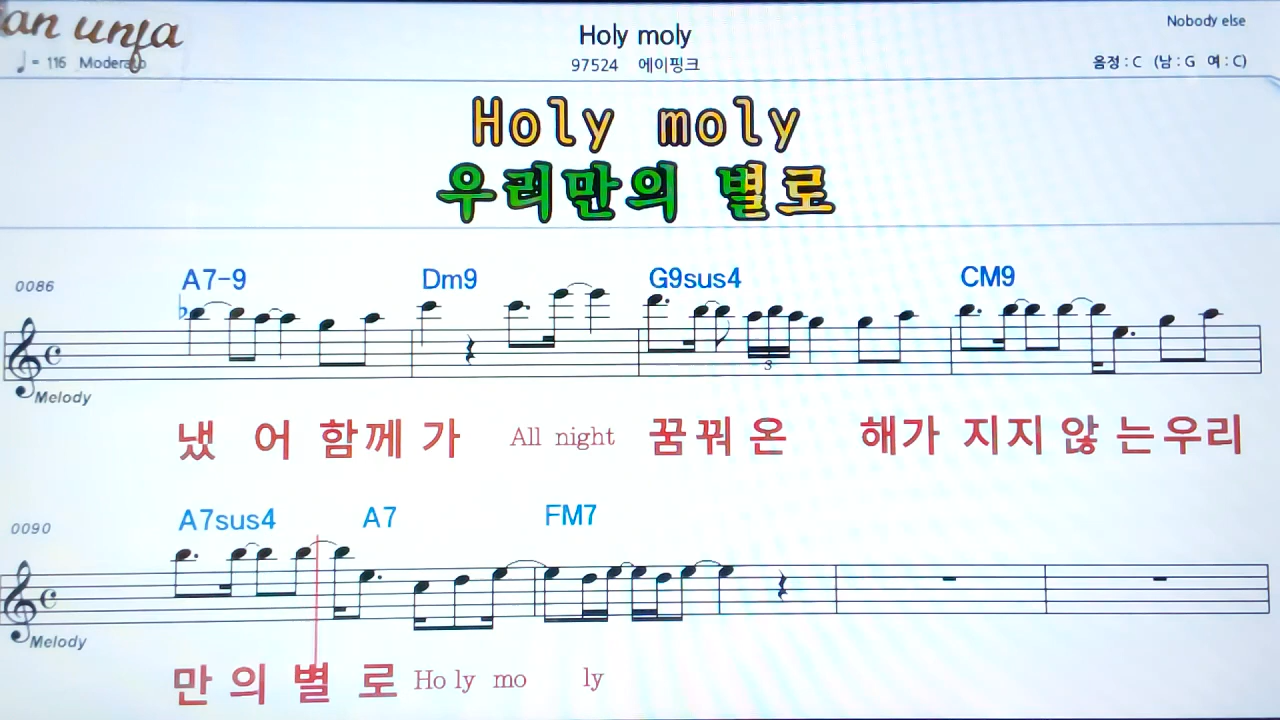 an unfa
Holy moly
Nobody else
♩= 116 Moderato
97524 에이핑크
음정 : C (남 : G 여 : C)
Holy moly
우리만의 별로
0086
A7-9 Dm9 G9sus4 CM9
3
Melody
냈 어 함께 가 All night 꿈꿔 온 해가 지지 않 는우리
0090
A7sus4 A7 FM7
Melody
만 의 별 로 Ho ly mo ly